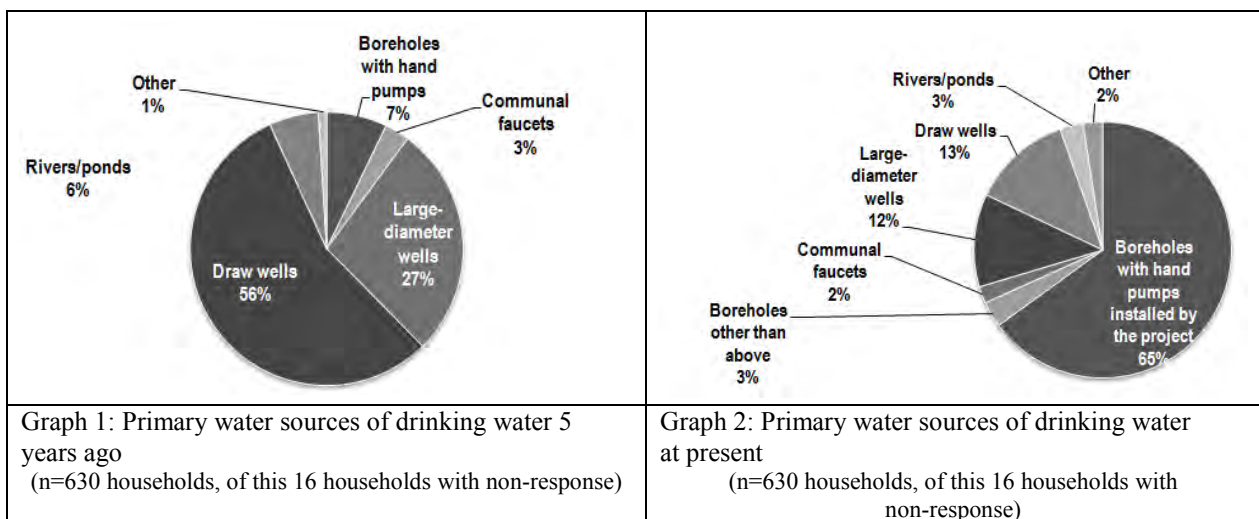 Boreholes
with hand
pumps
7%
Other
1%
Communal
faucets
3%
Rivers/ponds
6%
Large-
diameter
wells
27%
Draw wells
56%
Graph 1: Primary water sources of drinking water 5
years ago
(n=630 households, of this 16 households with non-response)
Rivers/ponds
3%
Other
2%
Draw wells
13%
Large-
diameter
wells
12%
Communal
faucets
2%
Boreholes
other than
above
3%
Boreholes
with hand
pumps
installed by
the project
65%
Graph 2: Primary water sources of drinking water
at present
(n=630 households, of this 16 households with
non-response)